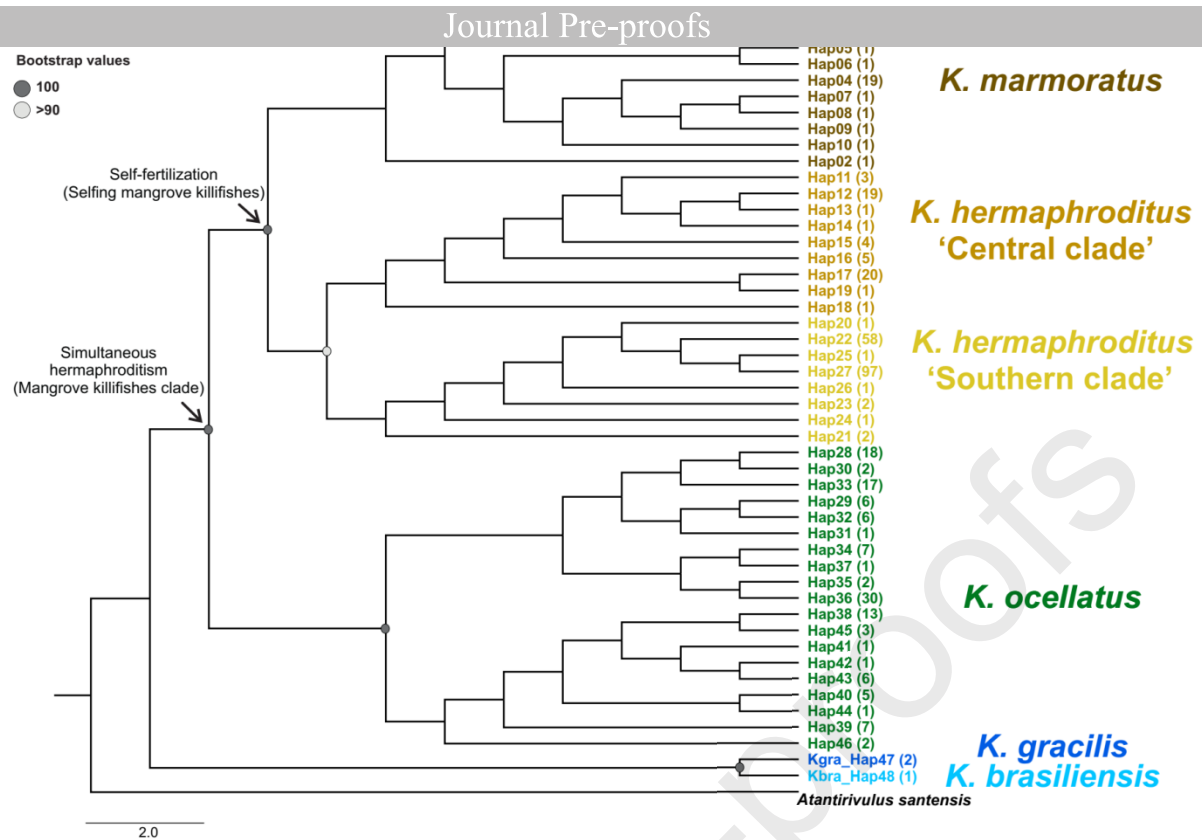 Journal Pre-proofs
Bootstrap values
100
>90
Self-fertilization
(Selfing mangrove killifishes)
Simultaneous
hermaphroditism
(Mangrove killifishes clade)
Hap05 (1)
Hap06 (1)
Hap04 (19)
Hap07 (1)
Hap08 (1)
Hap09 (1)
Hap10 (1)
Hap02 (1)
K. marmoratus
Hap11 (3)
Hap12 (19)
Hap13 (1)
Hap14 (1)
Hap15 (4)
Hap16 (5)
Hap17 (20)
Hap19 (1)
Hap18 (1)
K. hermaphroditus
‘Central clade’
Hap20 (1)
Hap22 (58)
Hap25 (1)
Hap27 (97)
Hap26 (1)
Hap23 (2)
Hap24 (1)
Hap21 (2)
K. hermaphroditus
‘Southern clade’
Hap28 (18)
Hap30 (2)
Hap33 (17)
Hap29 (6)
Hap32 (6)
Hap31 (1)
Hap34 (7)
Hap37 (1)
Hap35 (2)
Hap36 (30)
Hap38 (13)
Hap45 (3)
Hap41 (1)
Hap42 (1)
Hap43 (6)
Hap40 (5)
Hap44 (1)
Hap39 (7)
Hap46 (2)
K. ocellatus
Kgra_Hap47 (2)
Kbra_Hap48 (1)
K. gracilis
K. brasiliensis
Atantirivulus santensis
2.0
proofs